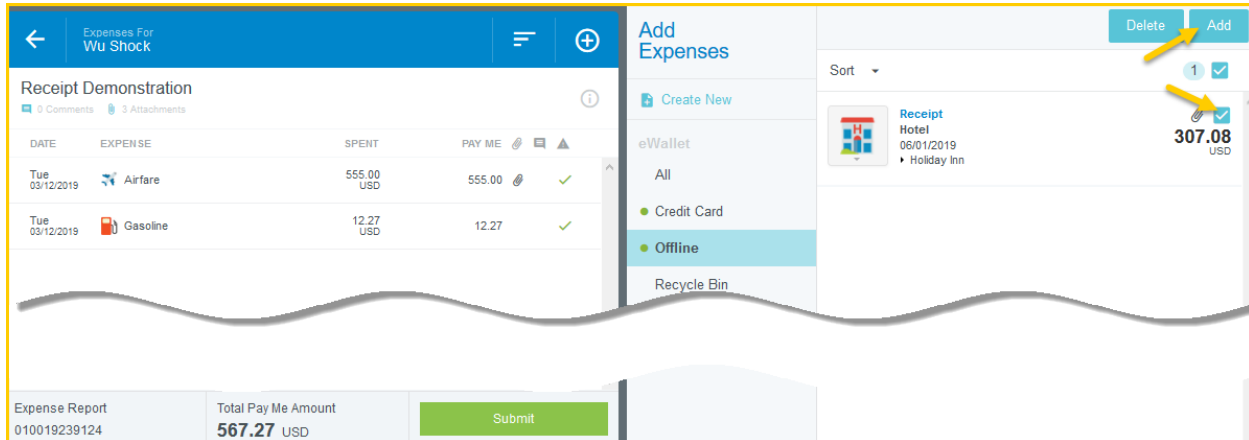 Expenses For
Wu Shock
Receipt Demonstration
0 Comments 3 Attachments
DATE EXPENSE SPENT PAY ME
Tue
03/12/2019
Airfare
555.00
USD
555.00
Tue
03/12/2019
Gasoline
12.27
USD
12.27
Expense Report
010019239124
Total Pay Me Amount
567.27 USD
Submit
Add
Expenses
Create New
eWallet
All
Credit Card
Offline
Recycle Bin
Delete Add
Sort 1
Receipt
Hotel
06/01/2019
Holiday Inn
307.08
USD
H